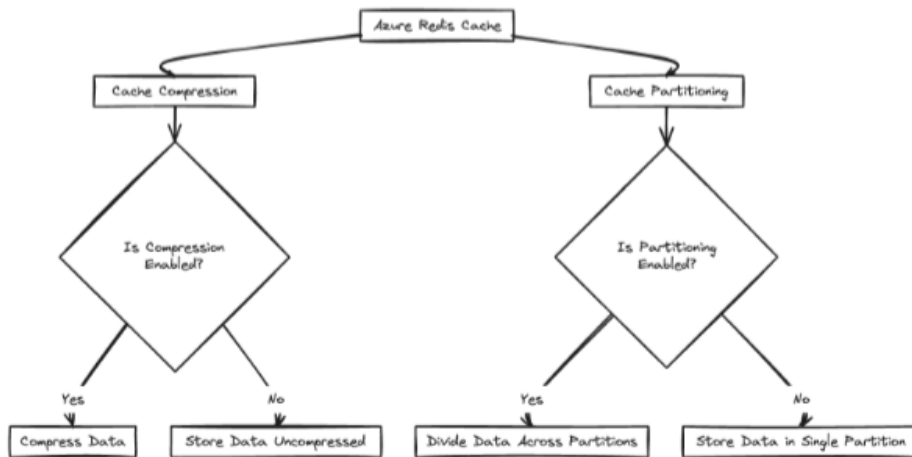 Azure Redis Cache
Cache Compression
Cache Partitioning
Is Compression
Enabled?
Is Partitioning
Enabled?
Yes
No
Yes
No
Compress Data
Store Data Uncompressed
Divide Data Across Partitions
Store Data in Single Partition